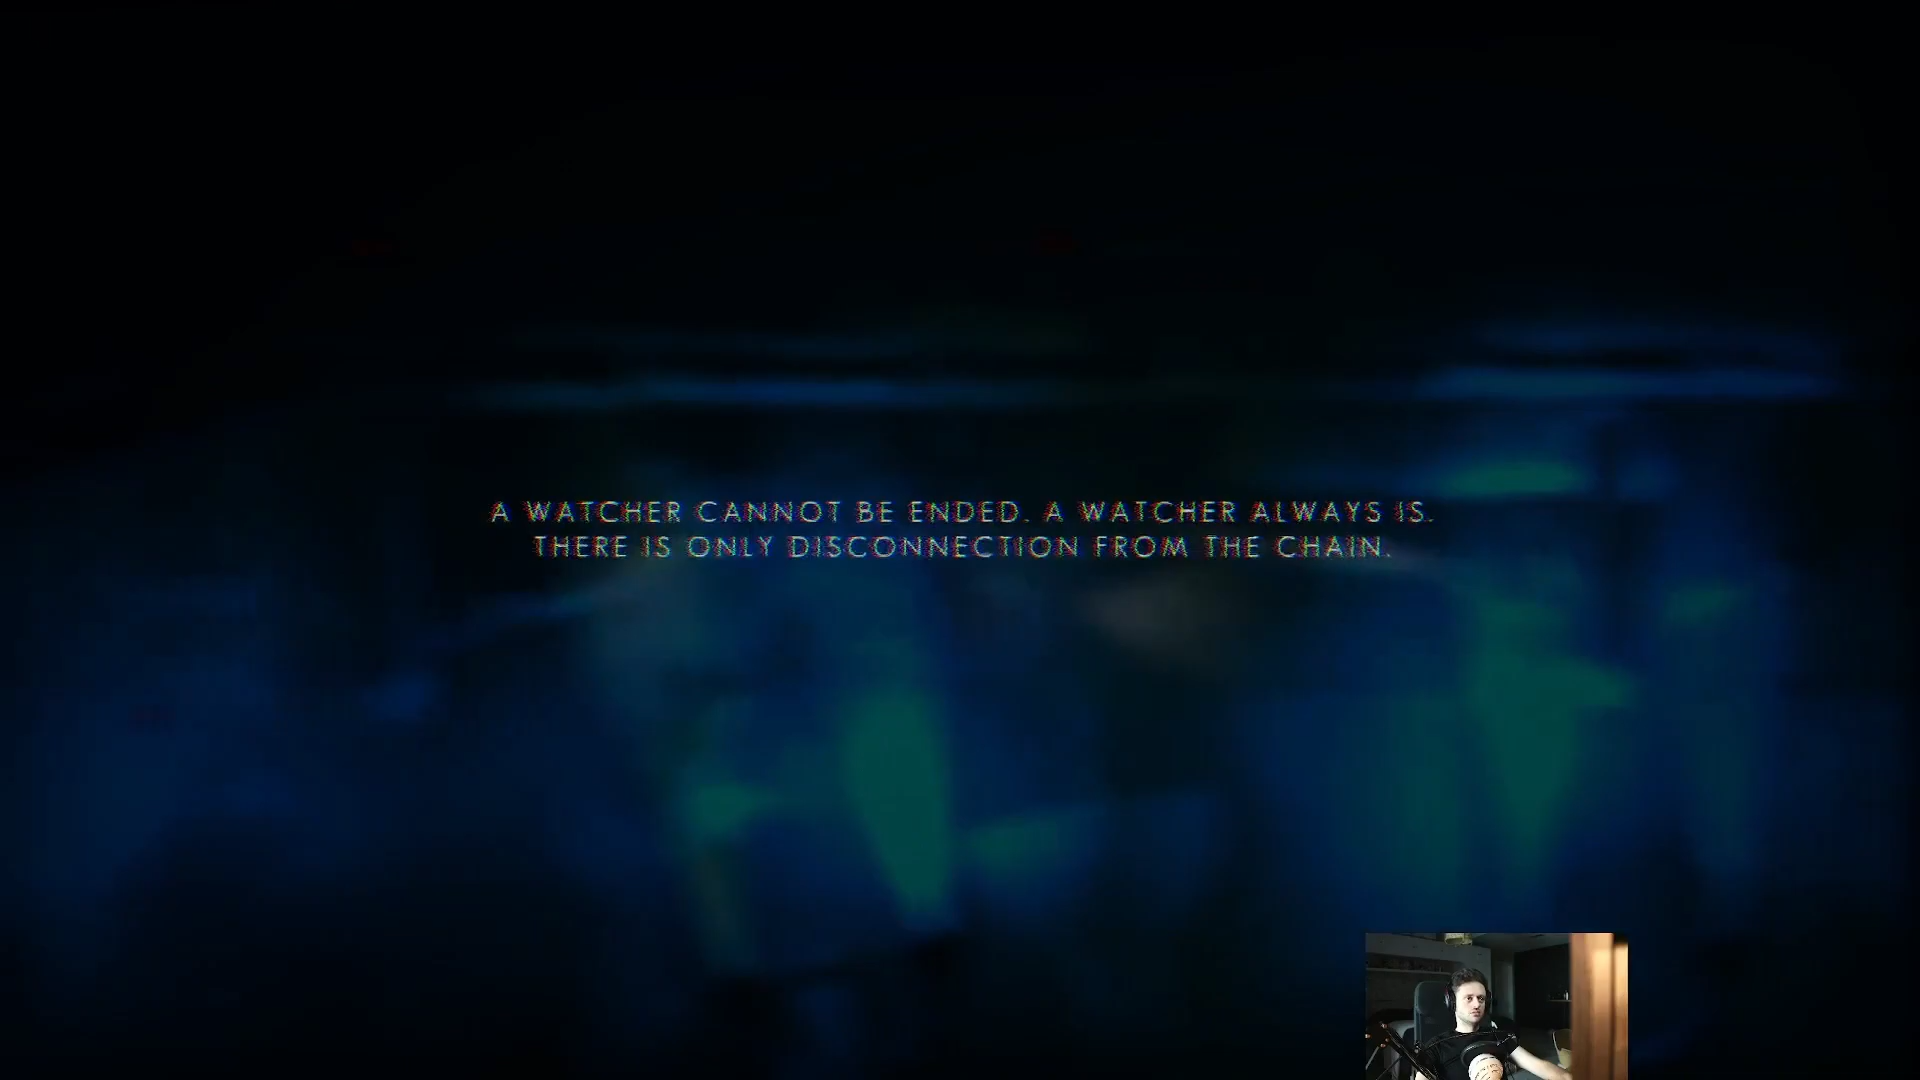 A WATCHER CANNOT BE ENDED. A WATCHER ALWAYS IS.
THERE IS ONLY DISCONNECTION FROM THE CHAIN.